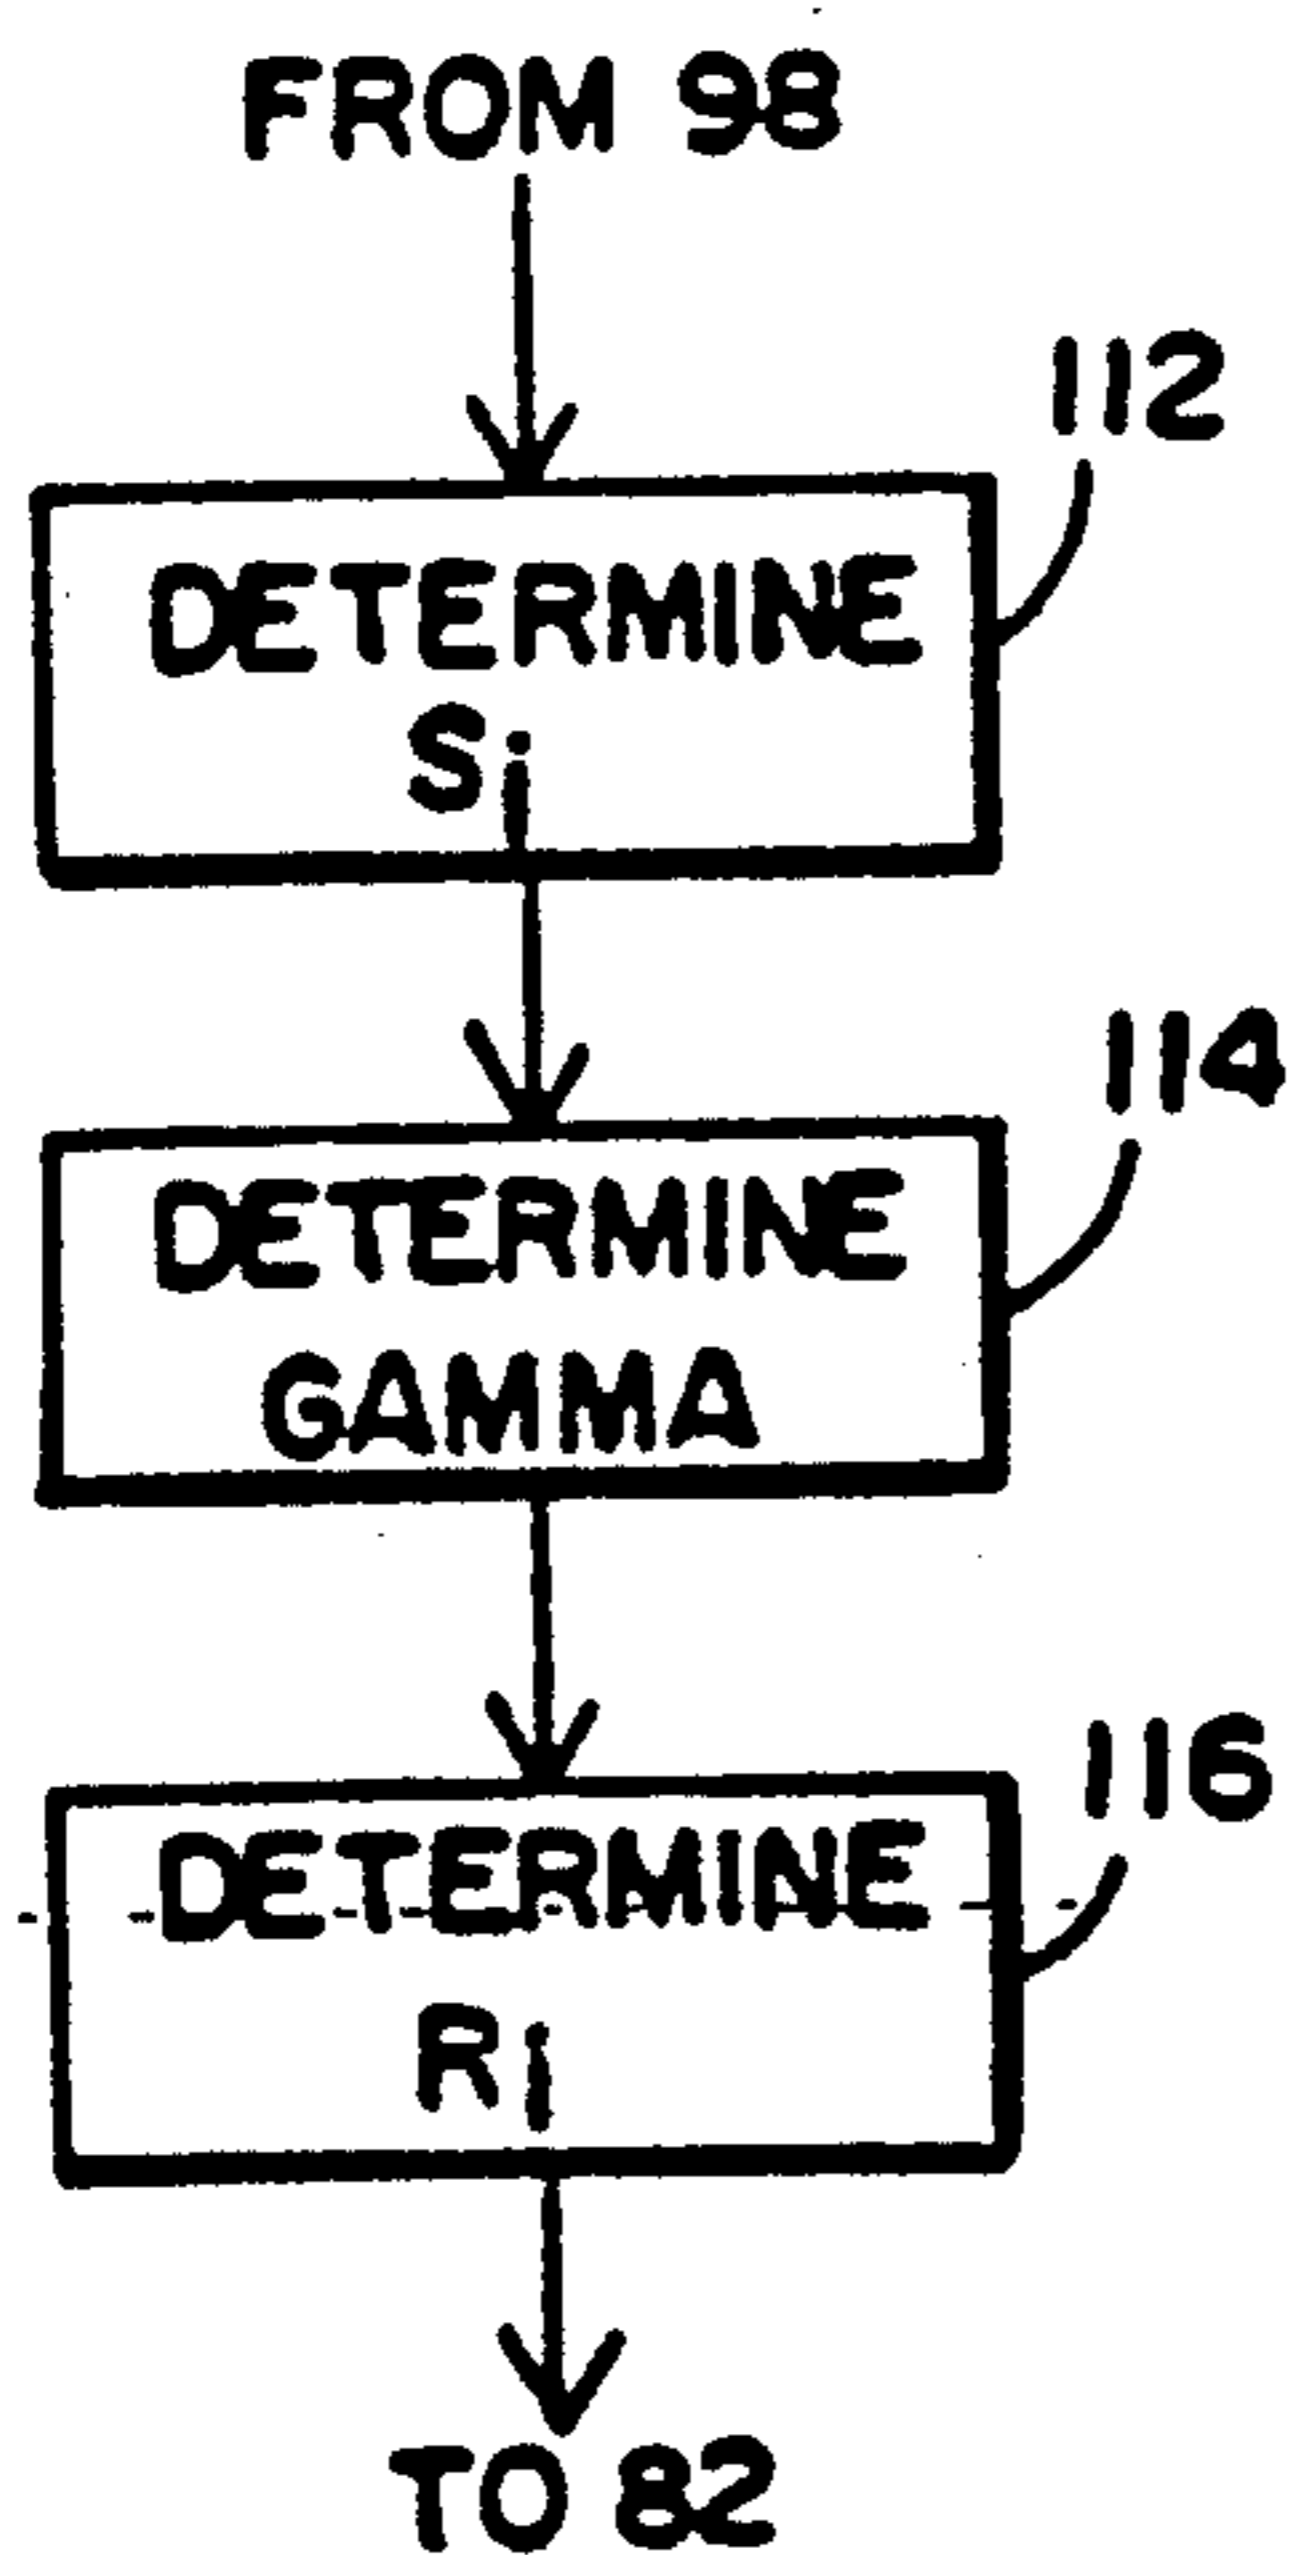 FROM 98
112
DETERMINE
Si
114
DETERMINE
GAMMA
116
DETERMINE
Ri
TO 82